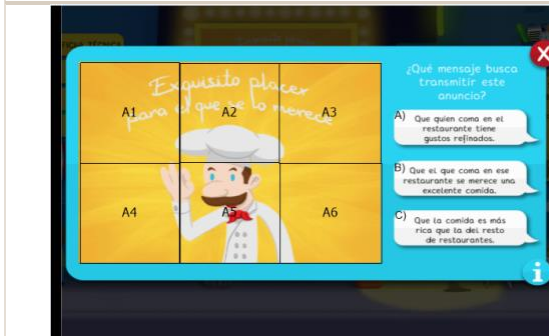 FICHA TÉCNICA
X
Exquisito placer
para el que se lo merece
A1 A2 A3
A4 A5 A6
¿Qué mensaje busca
transmitir este
anuncio?
A) Que quien coma en el
restaurante tiene
gustos refinados.
B) Que el que coma en ese
restaurante se merece una
excelente comida.
C) Que la comida es más
rica que la del resto
de restaurantes.
i